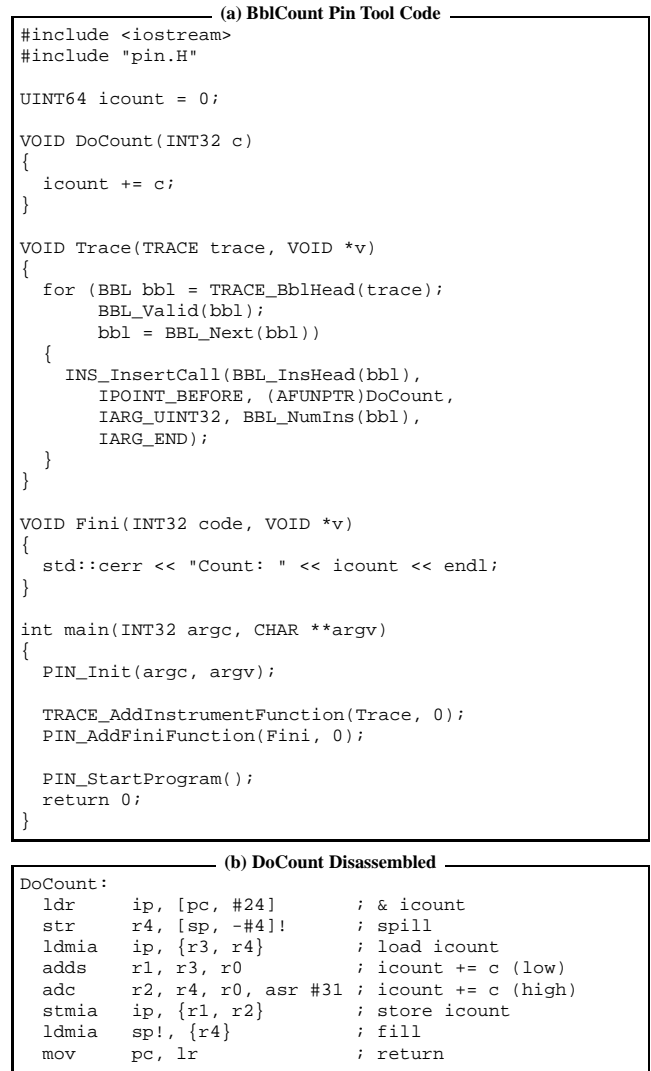 (a) BblCount Pin Tool Code
#include <iostream>
#include "pin.H"
UINT64 icount = 0;
VOID DoCount(INT32 c)
{
  icount += c;
}
VOID Trace(TRACE trace, VOID *v)
{
  for (BBL bbl = TRACE_BblHead(trace);
       BBL_Valid(bbl);
       bbl = BBL_Next(bbl))
  {
    INS_InsertCall(BBL_InsHead(bbl),
       IPOINT_BEFORE, (AFUNPTR)DoCount,
       IARG_UINT32, BBL_NumIns(bbl),
       IARG_END);
  }
}
VOID Fini(INT32 code, VOID *v)
{
  std::cerr << "Count: " << icount << endl;
}
int main(INT32 argc, CHAR **argv)
{
  PIN_Init(argc, argv);
  TRACE_AddInstrumentFunction(Trace, 0);
  PIN_AddFiniFunction(Fini, 0);
  PIN_StartProgram();
  return 0;
}
(b) DoCount Disassembled
DoCount:
  ldr     ip, [pc, #24]       ; & icount
  str     r4, [sp, -#4]!      ; spill
  ldmia   ip, {r3, r4}        ; load icount
  adds    r1, r3, r0          ; icount += c (low)
  adc     r2, r4, r0, asr #31 ; icount += c (high)
  stmia   ip, {r1, r2}        ; store icount
  ldmia   sp!, {r4}           ; fill
  mov     pc, lr              ; return